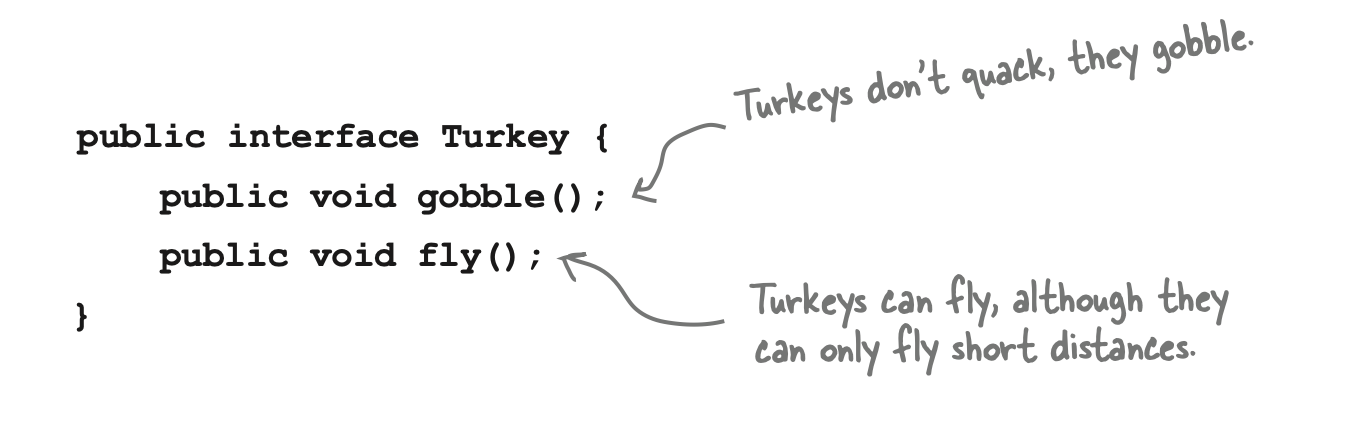 Turkeys don't quack, they gobble.
public interface Turkey {
public void gobble();
public void fly();
}
Turkeys can fly, although they
can only fly short distances.